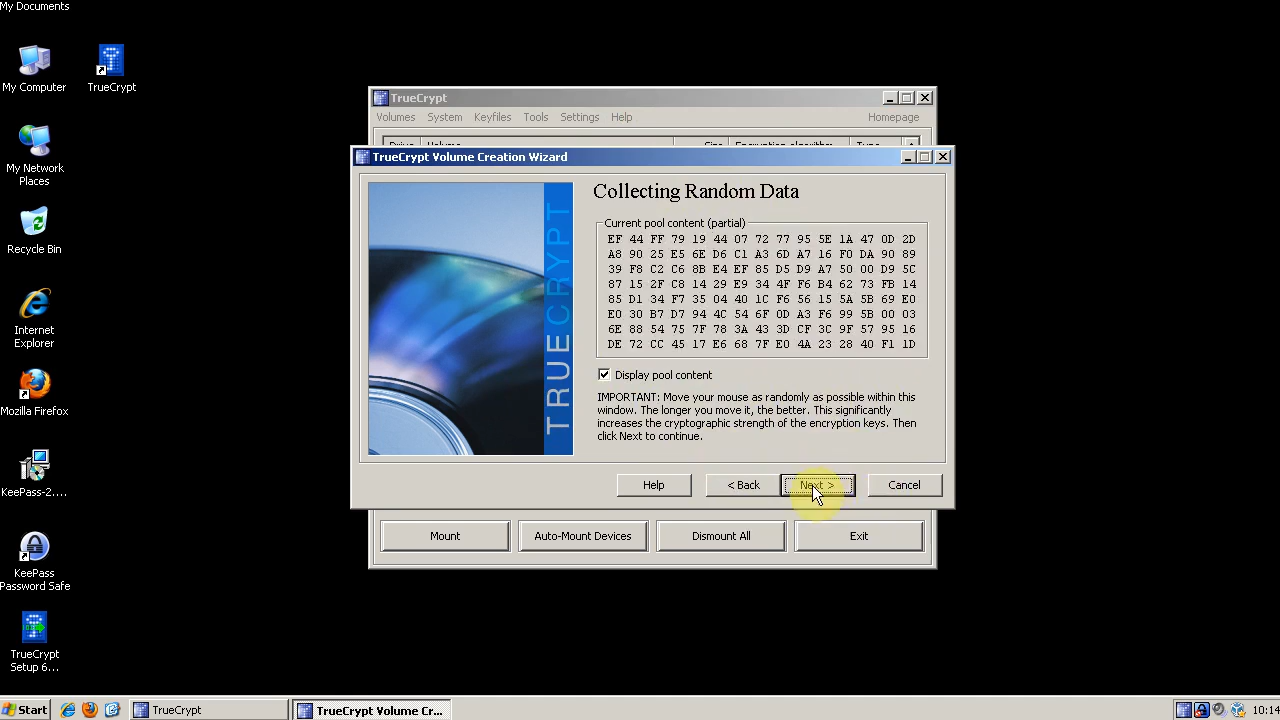 My Documents
My Computer
TrueCrypt
My Network
Places
Recycle Bin
Internet
Explorer
Mozilla Firefox
KeePass-2....
KeePass
Password Safe
TrueCrypt
Setup 6...
TrueCrypt
Volumes System Keyfiles Tools Settings Help Homepage
Drive Volume Size Encryption algorithm Type
TrueCrypt Volume Creation Wizard
TRUECRYPT
Collecting Random Data
Current pool content (partial)
EF 44 FF 79 19 44 07 72 77 95 5E 1A 47 0D 2D
A8 90 25 E5 6E D6 C1 A3 6D A7 16 F0 DA 90 89
39 F8 C2 C6 8B E4 EF 85 D5 D9 A7 50 00 D9 5C
87 15 2F C8 14 29 E9 34 4F F6 B4 62 73 FB 14
85 D1 34 F7 35 04 48 1C F6 56 15 5A 5B 69 E0
E0 30 B7 D7 94 4C 54 6F 0D A3 F6 99 5B 00 03
6E 88 54 75 7F 78 3A 43 3D CF 3C 9F 57 95 16
DE 72 CC 45 17 E6 68 7F E0 4A 23 28 40 F1 1D
Display pool content
IMPORTANT: Move your mouse as randomly as possible within this
window. The longer you move it, the better. This significantly
increases the cryptographic strength of the encryption keys. Then
click Next to continue.
Help < Back Next > Cancel
Mount Auto-Mount Devices Dismount All Exit
Start TrueCrypt TrueCrypt Volume Cr... 10:14